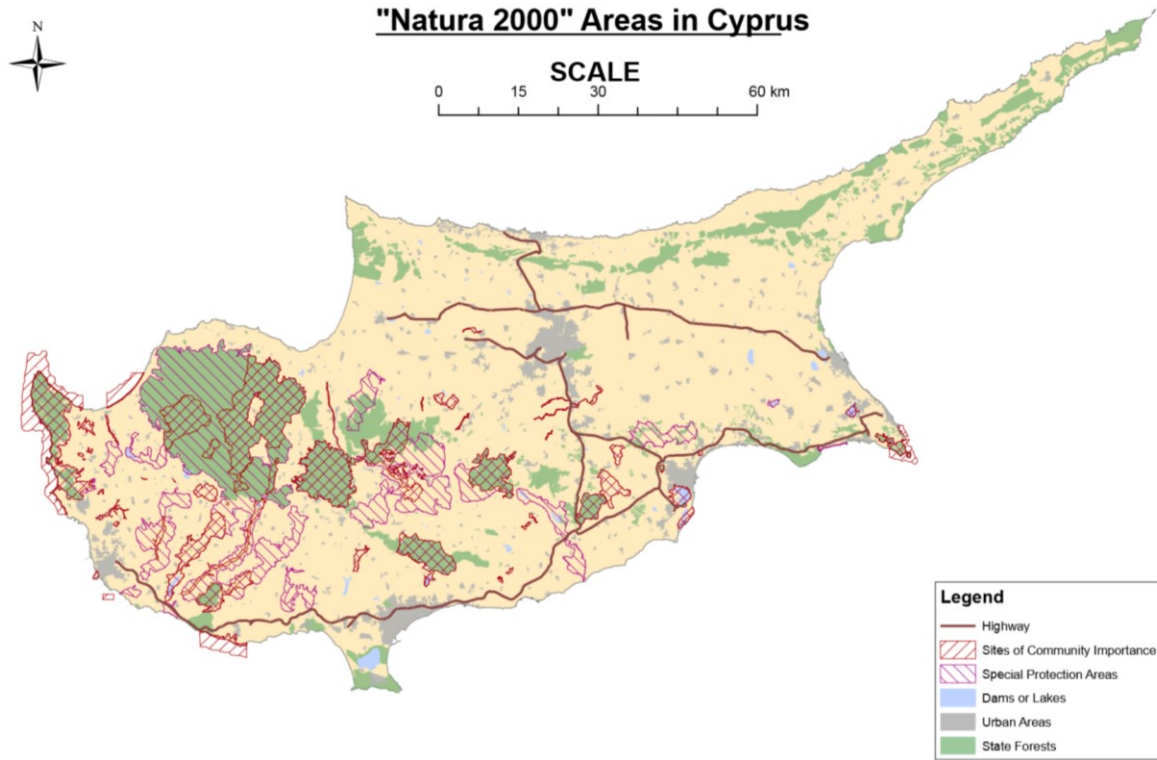 "Natura 2000" Areas in Cyprus
N
SCALE
0 15 30 60 km
Legend
Highway
Sites of Community Importance
Special Protection Areas
Dams or Lakes
Urban Areas
State Forests